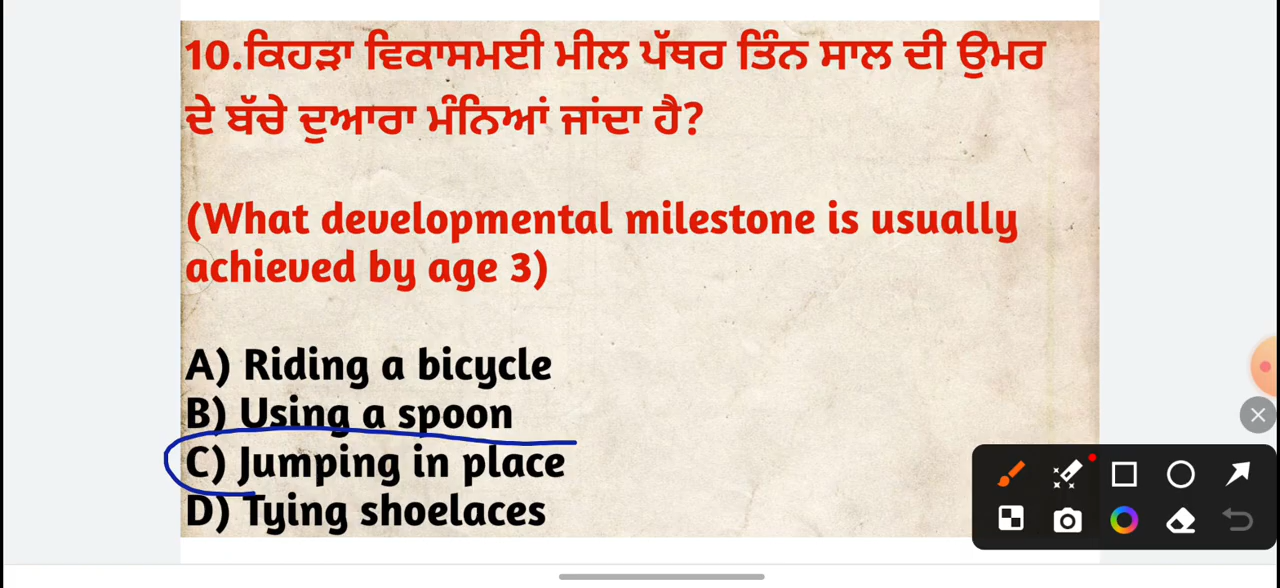 10.ਕਿਹੜਾ ਵਿਕਾਸਮਈ ਮੀਲ ਪੱਥਰ ਤਿੰਨ ਸਾਲ ਦੀ ਉਮਰ
ਦੇ ਬੱਚੇ ਦੁਆਰਾ ਮੰਨਿਆਂ ਜਾਂਦਾ ਹੈ?
(What developmental milestone is usually
achieved by age 3)
A) Riding a bicycle
B) Using a spoon
C) Jumping in place
D) Tying shoelaces